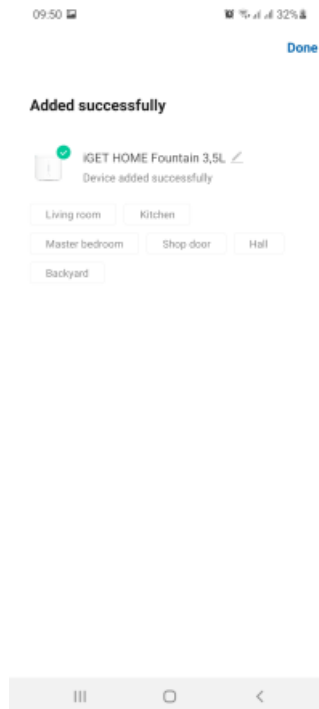 09:50 32%
Done
Added successfully
iGET HOME Fountain 3,5L
Device added successfully
Living room Kitchen
Master bedroom Shop door Hall
Backyard